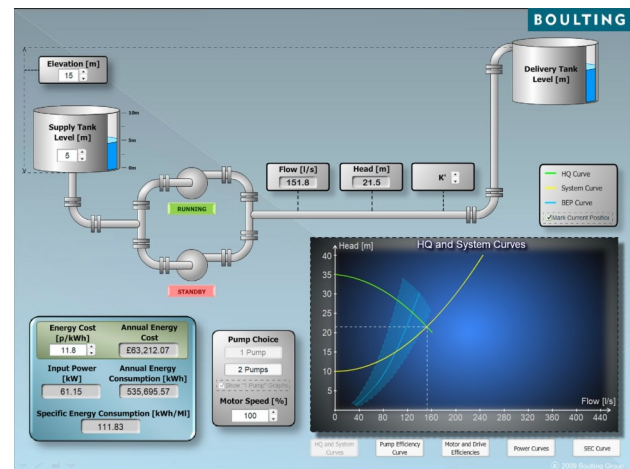 BOULTING
Elevation [m]
15
Delivery Tank
Level [m]
Supply Tank
Level [m]
5
10m
5m
0m
Flow [l/s]
151.8
Head [m]
21.5
K'
HQ Curve
System Curve
BEP Curve
Mark Current Position
RUNNING
STANDBY
HQ and System Curves
Head [m]
40
35
30
25
20
15
10
5
Flow [l/s]
0 40 80 120 160 200 240 280 320 360 400 440
Energy Cost
[p/kWh]
11.8
Annual Energy
Cost
£63,212.07
Input Power
[kW]
61.15
Annual Energy
Consumption [kWh]
535,695.57
Specific Energy Consumption [kWh/Ml]
111.83
Pump Choice
1 Pump
2 Pumps
Show "1 Pump" Graphs
Motor Speed [%]
100
HQ and System
Curves
Pump Efficiency
Curve
Motor and Drive
Efficiencies
Power Curves
SEC Curve
© 2009 Boulting Group